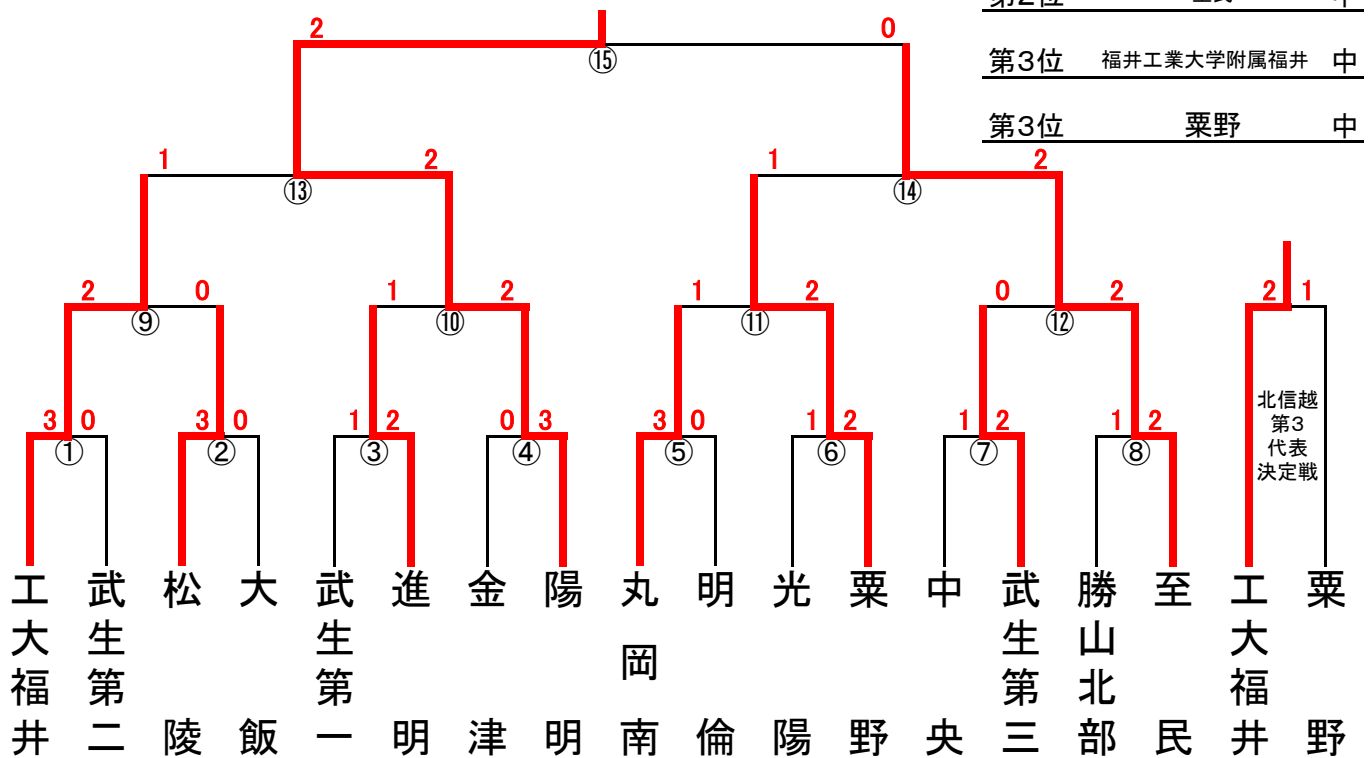 第3位 福井工業大学附属福井 中
第3位 粟野 中
2 0
⑮
1 2 1 2
⑬ ⑭
2 0 1 2 1 2 0 2 2 1
⑨ ⑩ ⑪ ⑫
北信越
第3
代表
決定戦
3 0 3 0 1 2 0 3 3 0 1 2 1 2 1 2
① ② ③ ④ ⑤ ⑥ ⑦ ⑧
工大福井
武生第二
松陵
大飯
武生第一
進明
金津
陽明
丸岡南
明倫
光陽
粟野
中央
武生第三
勝山北部
至民
工大福井
粟野